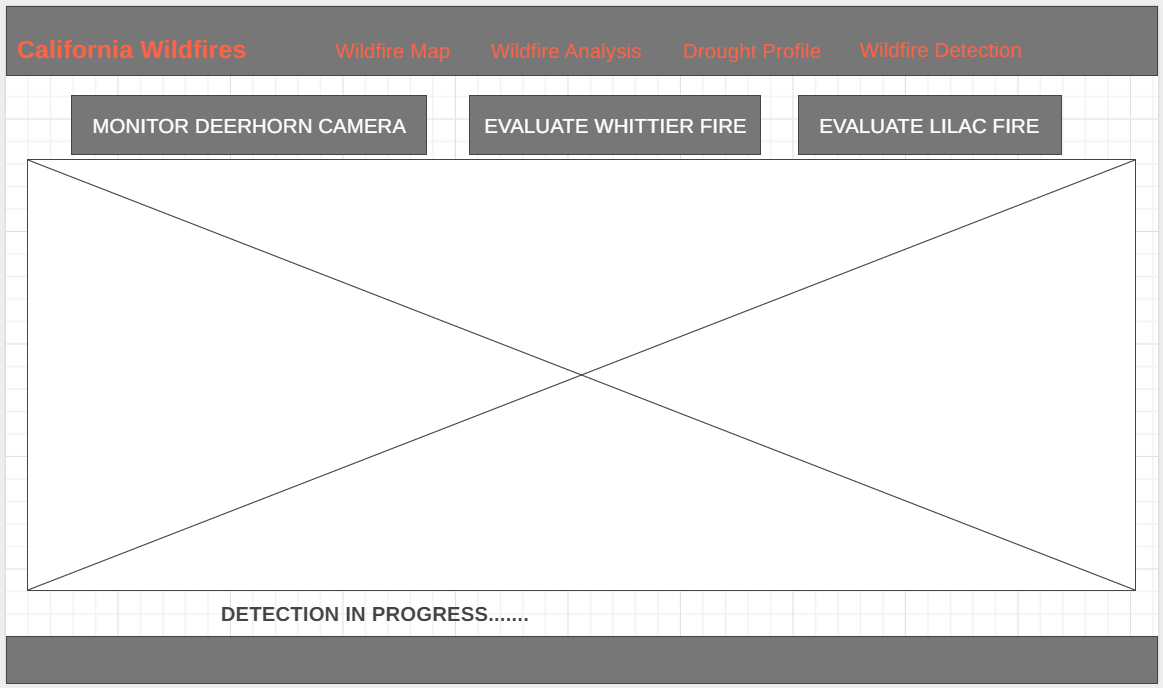 California Wildfires Wildfire Map Wildfire Analysis Drought Profile Wildfire Detection
MONITOR DEERHORN CAMERA EVALUATE WHITTIER FIRE EVALUATE LILAC FIRE
DETECTION IN PROGRESS.......